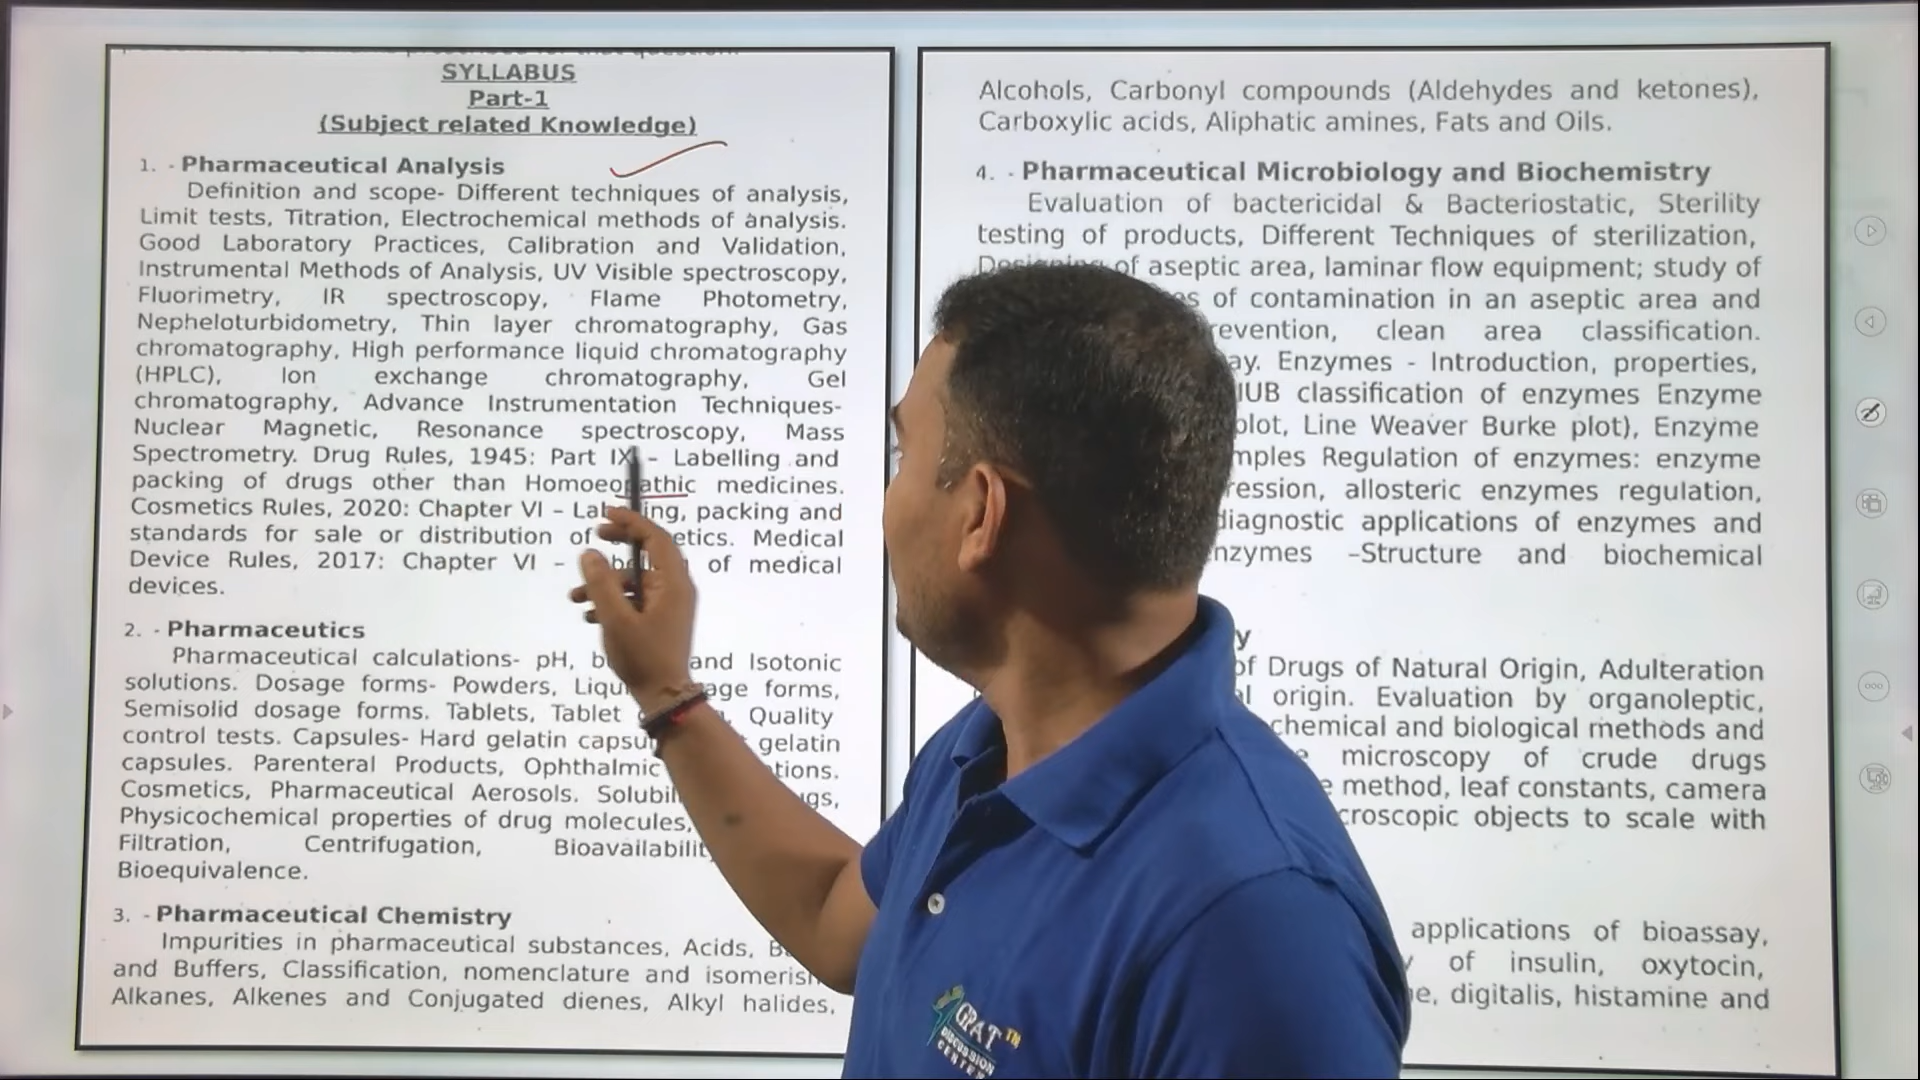 SYLLABUS
Part-1
(Subject related Knowledge)
1. - Pharmaceutical Analysis
Definition and scope- Different techniques of analysis,
Limit tests, Titration, Electrochemical methods of analysis.
Good Laboratory Practices, Calibration and Validation,
Instrumental Methods of Analysis, UV Visible spectroscopy,
Fluorimetry, IR spectroscopy, Flame Photometry,
Nepheloturbidometry, Thin layer chromatography, Gas
chromatography, High performance liquid chromatography
(HPLC), Ion exchange chromatography, Gel
chromatography, Advance Instrumentation Techniques-
Nuclear Magnetic, Resonance spectroscopy, Mass
Spectrometry. Drug Rules, 1945: Part IX - Labelling and
packing of drugs other than Homoeopathic medicines.
Cosmetics Rules, 2020: Chapter VI – packing and
standards for sale or distribution of Medical
Device Rules, 2017: Chapter VI – of medical
devices.
2. - Pharmaceutics
Pharmaceutical calculations- pH, and Isotonic
solutions. Dosage forms- Powders, forms,
Semisolid dosage forms. Tablets, Tablet Quality
control tests. Capsules- Hard gelatin gelatin
capsules. Parenteral Products, Ophthalmic
Cosmetics, Pharmaceutical Aerosols.
Physicochemical properties of drug molecules,
Filtration, Centrifugation, Bioavailability
Bioequivalence.
3. - Pharmaceutical Chemistry
Impurities in pharmaceutical substances, Acids,
and Buffers, Classification, nomenclature and
Alkanes, Alkenes and Conjugated dienes, Alkyl halides,
Alcohols, Carbonyl compounds (Aldehydes and ketones),
Carboxylic acids, Aliphatic amines, Fats and Oils.
4. - Pharmaceutical Microbiology and Biochemistry
Evaluation of bactericidal & Bacteriostatic, Sterility
testing of products, Different Techniques of sterilization,
of aseptic area, laminar flow equipment; study of
of contamination in an aseptic area and
clean area classification.
Enzymes - Introduction, properties,
IUB classification of enzymes Enzyme
plot, Line Weaver Burke plot), Enzyme
Regulation of enzymes: enzyme
allosteric enzymes regulation,
diagnostic applications of enzymes and
–Structure and biochemical
of Drugs of Natural Origin, Adulteration
origin. Evaluation by organoleptic,
chemical and biological methods and
microscopy of crude drugs
method, leaf constants, camera
objects to scale with
applications of bioassay,
of insulin, oxytocin,
digitalis, histamine and
GPAT™
DISCUSSION
CENTER